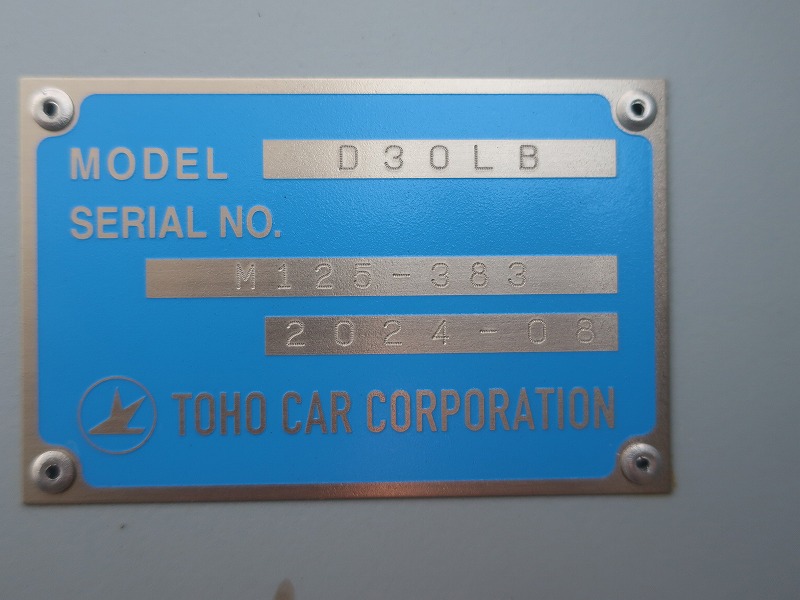 MODEL D30LB
SERIAL NO.
M125-383
2024-08
TOHO CAR CORPORATION